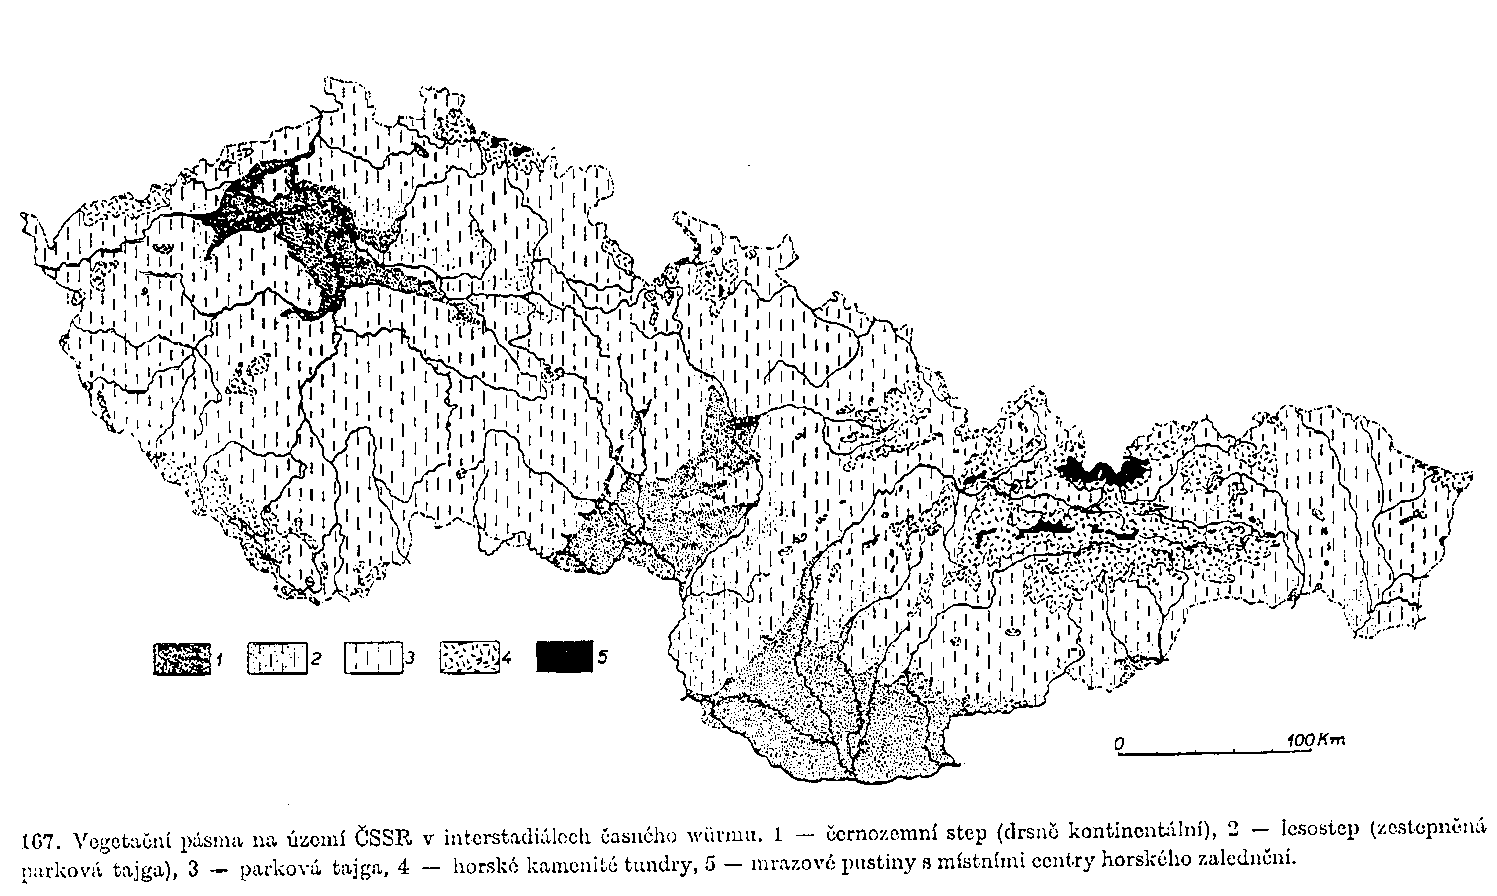 1 2 3 4 5
0 100 Km
167. Vegetační pásma na území ČSSR v interstadiálech časného würmu. 1 — černozemní step (drsně kontinentální), 2 — lesostep (zestepněná
parková tajga), 3 — parková tajga, 4 — horské kamenité tundry, 5 — mrazové pustiny s místními centry horského zalednění.